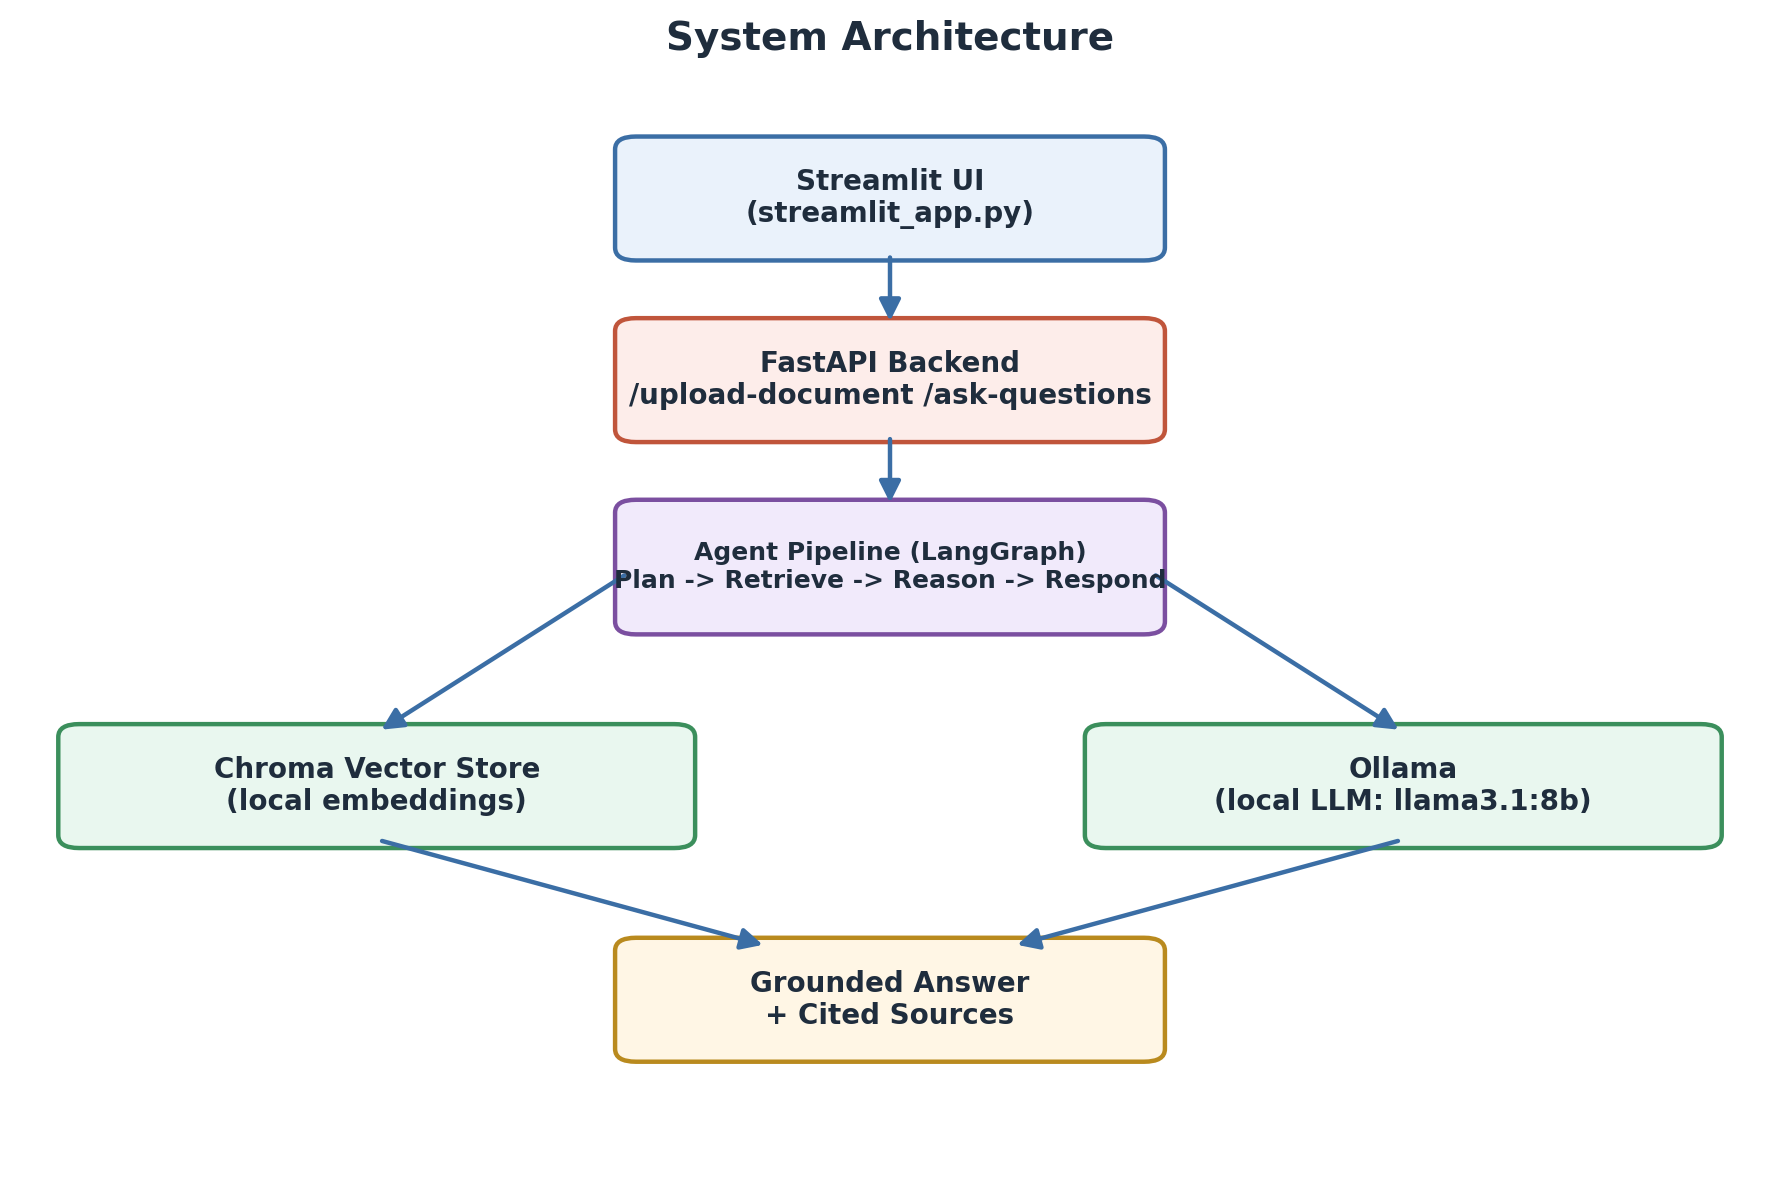 System Architecture
Streamlit UI
(streamlit_app.py)
FastAPI Backend
/upload-document /ask-questions
Agent Pipeline (LangGraph)
Plan -> Retrieve -> Reason -> Respond
Chroma Vector Store
(local embeddings)
Ollama
(local LLM: llama3.1:8b)
Grounded Answer
+ Cited Sources